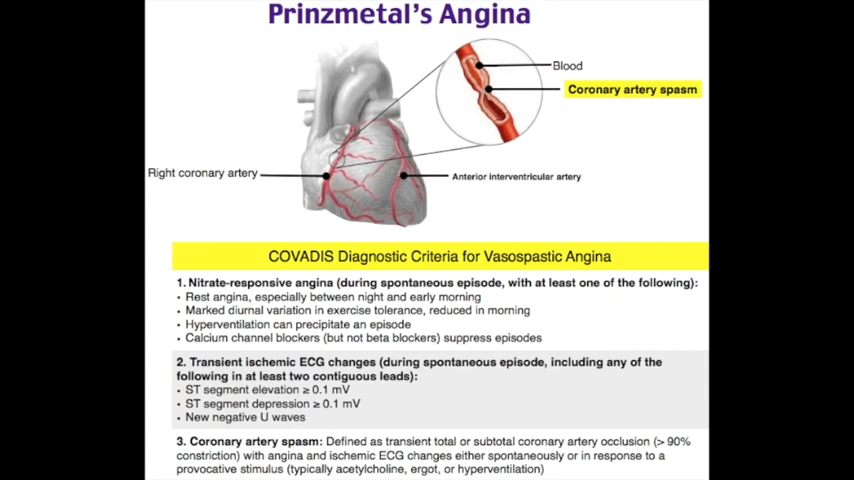 Prinzmetal's Angina
Blood
Coronary artery spasm
Right coronary artery
Anterior interventricular artery
COVADIS Diagnostic Criteria for Vasospastic Angina
1. Nitrate-responsive angina (during spontaneous episode, with at least one of the following):
• Rest angina, especially between night and early morning
• Marked diurnal variation in exercise tolerance, reduced in morning
• Hyperventilation can precipitate an episode
• Calcium channel blockers (but not beta blockers) suppress episodes
2. Transient ischemic ECG changes (during spontaneous episode, including any of the
following in at least two contiguous leads):
• ST segment elevation ≥ 0.1 mV
• ST segment depression ≥ 0.1 mV
• New negative U waves
3. Coronary artery spasm: Defined as transient total or subtotal coronary artery occlusion (> 90%
constriction) with angina and ischemic ECG changes either spontaneously or in response to a
provocative stimulus (typically acetylcholine, ergot, or hyperventilation)